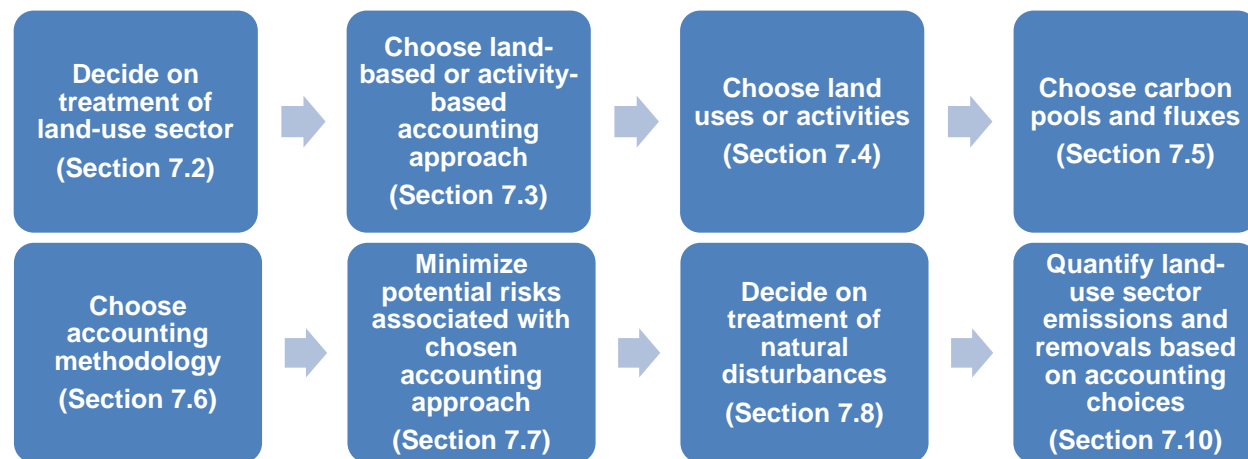 Decide on
treatment of
land-use sector
(Section 7.2)
Choose land-
based or activity-
based
accounting
approach
(Section 7.3)
Choose land
uses or activities
(Section 7.4)
Choose carbon
pools and fluxes
(Section 7.5)
Choose
accounting
methodology
(Section 7.6)
Minimize
potential risks
associated with
chosen
accounting
approach
(Section 7.7)
Decide on
treatment of
natural
disturbances
(Section 7.8)
Quantify land-
use sector
emissions and
removals based
on accounting
choices
(Section 7.10)